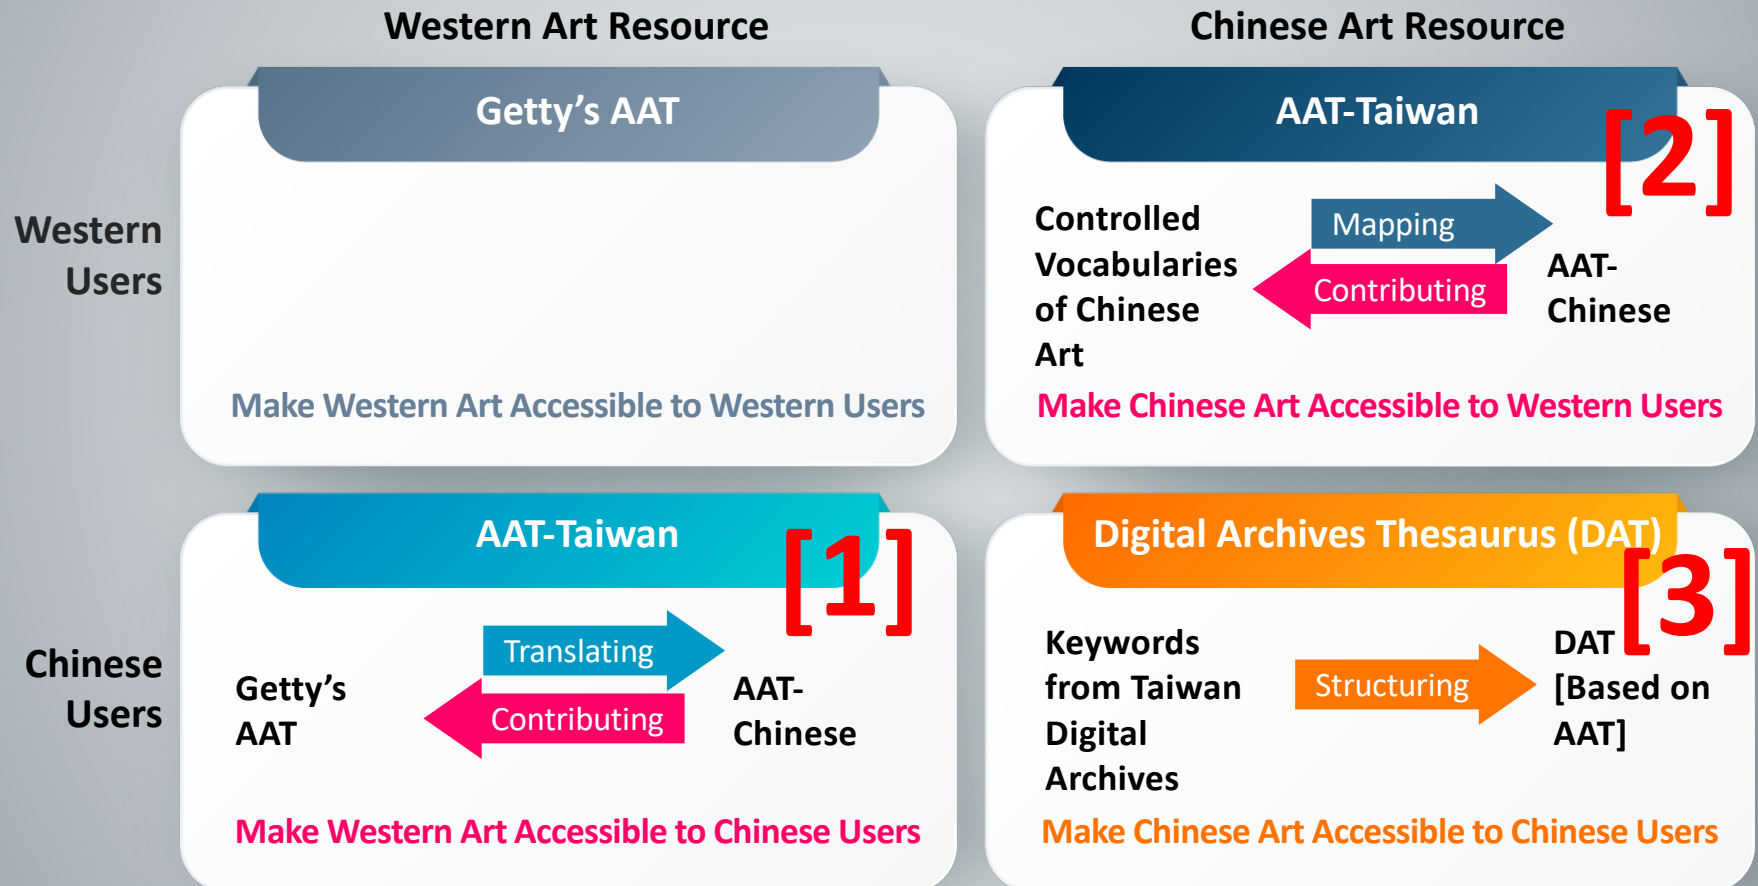 Western Art Resource
Chinese Art Resource
Western
Users
Getty’s AAT
Make Western Art Accessible to Western Users
AAT-Taiwan
[2]
Controlled
Vocabularies
of Chinese
Art
Mapping
Contributing
AAT-
Chinese
Make Chinese Art Accessible to Western Users
Chinese
Users
AAT-Taiwan
[1]
Getty’s
AAT
Translating
Contributing
AAT-
Chinese
Make Western Art Accessible to Chinese Users
Digital Archives Thesaurus (DAT)
[3]
Keywords
from Taiwan
Digital
Archives
Structuring
DAT
[Based on
AAT]
Make Chinese Art Accessible to Chinese Users